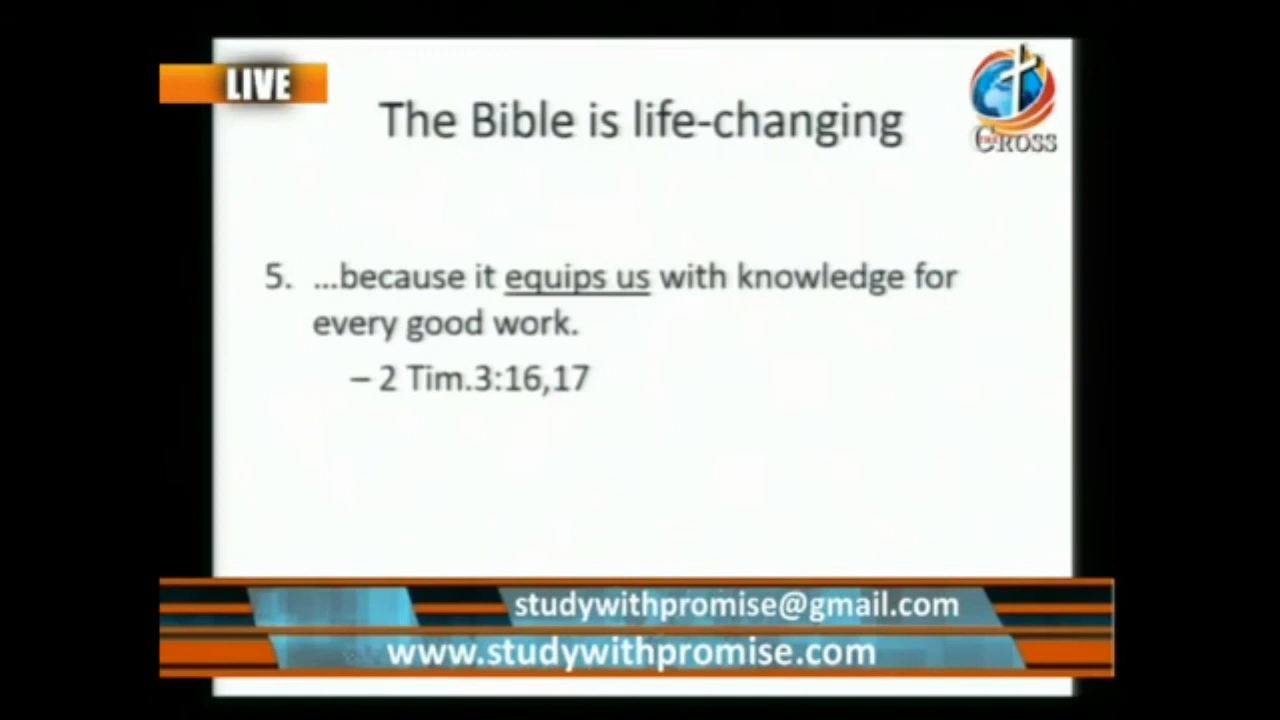 LIVE
The Bible is life-changing
THE
CROSS
5. ...because it equips us with knowledge for
every good work.
– 2 Tim.3:16,17
studywithpromise@gmail.com
www.studywithpromise.com